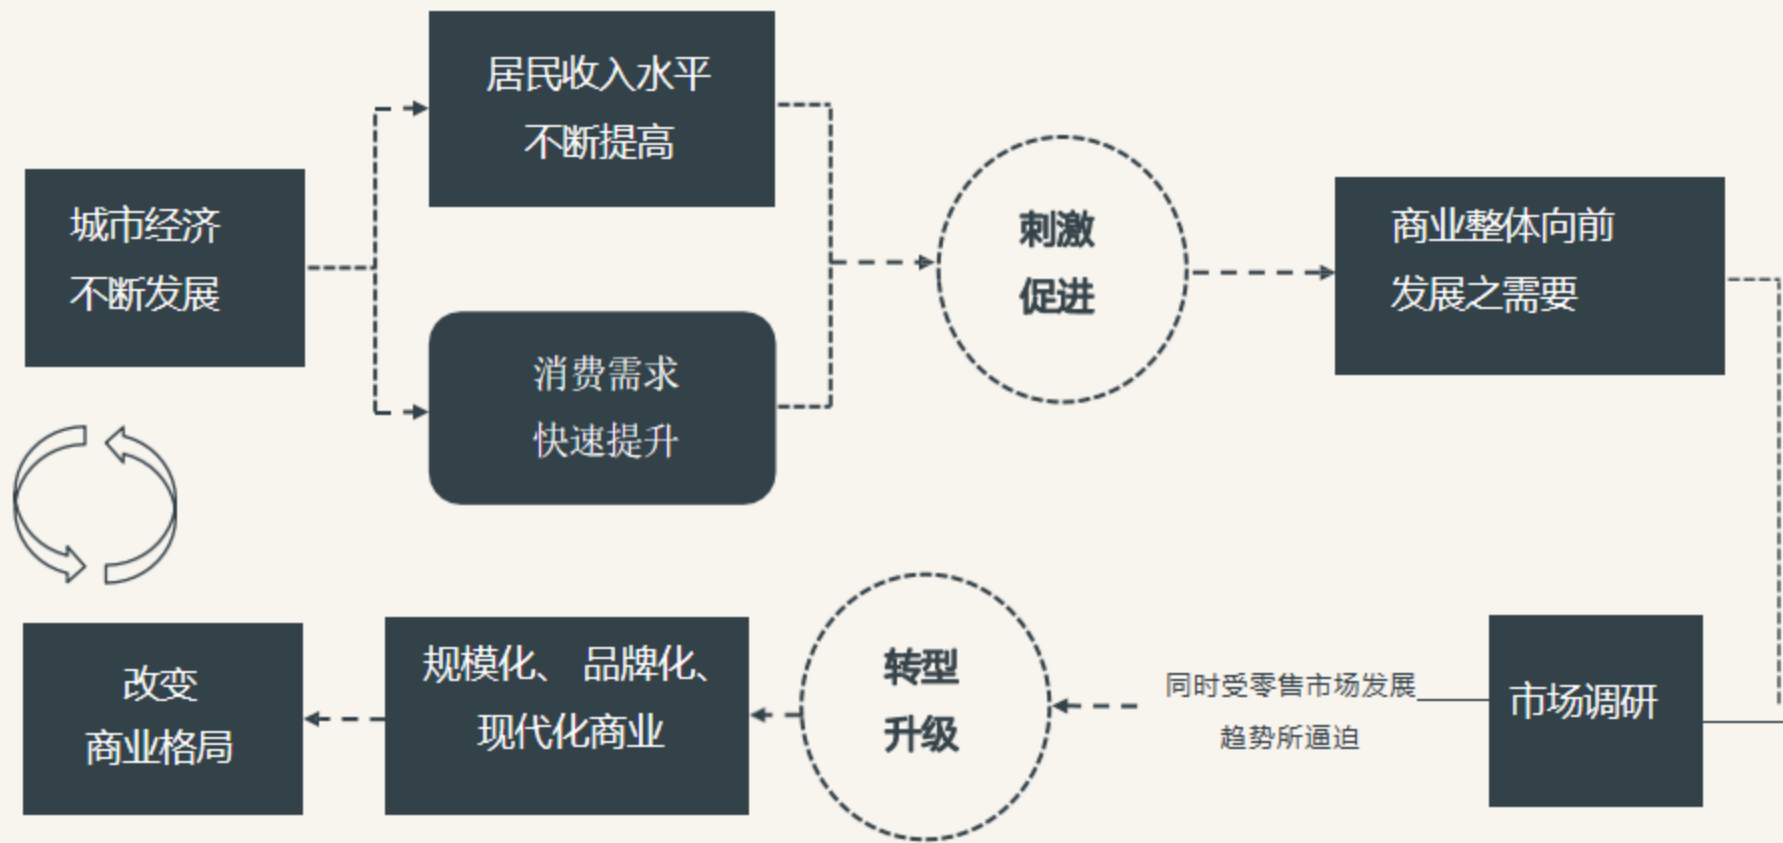 居民收入水平
不断提高
城市经济
不断发展
消费需求
快速提升
刺激
促进
商业整体向前
发展之需要
市场调研
同时受零售市场发展
趋势所逼迫
转型
升级
规模化、 品牌化、
现代化商业
改变
商业格局